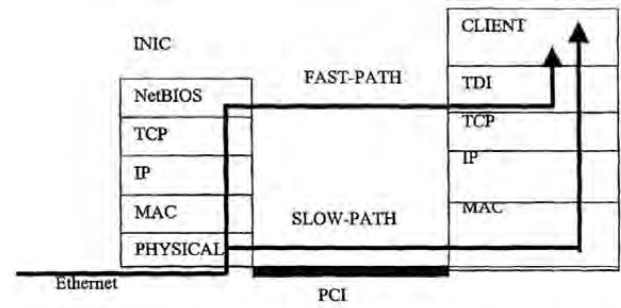 INIC
NetBIOS
TCP
IP
MAC
PHYSICAL
Ethernet
FAST-PATH
SLOW-PATH
PCI
CLIENT
TDI
TCP
IP
MAC